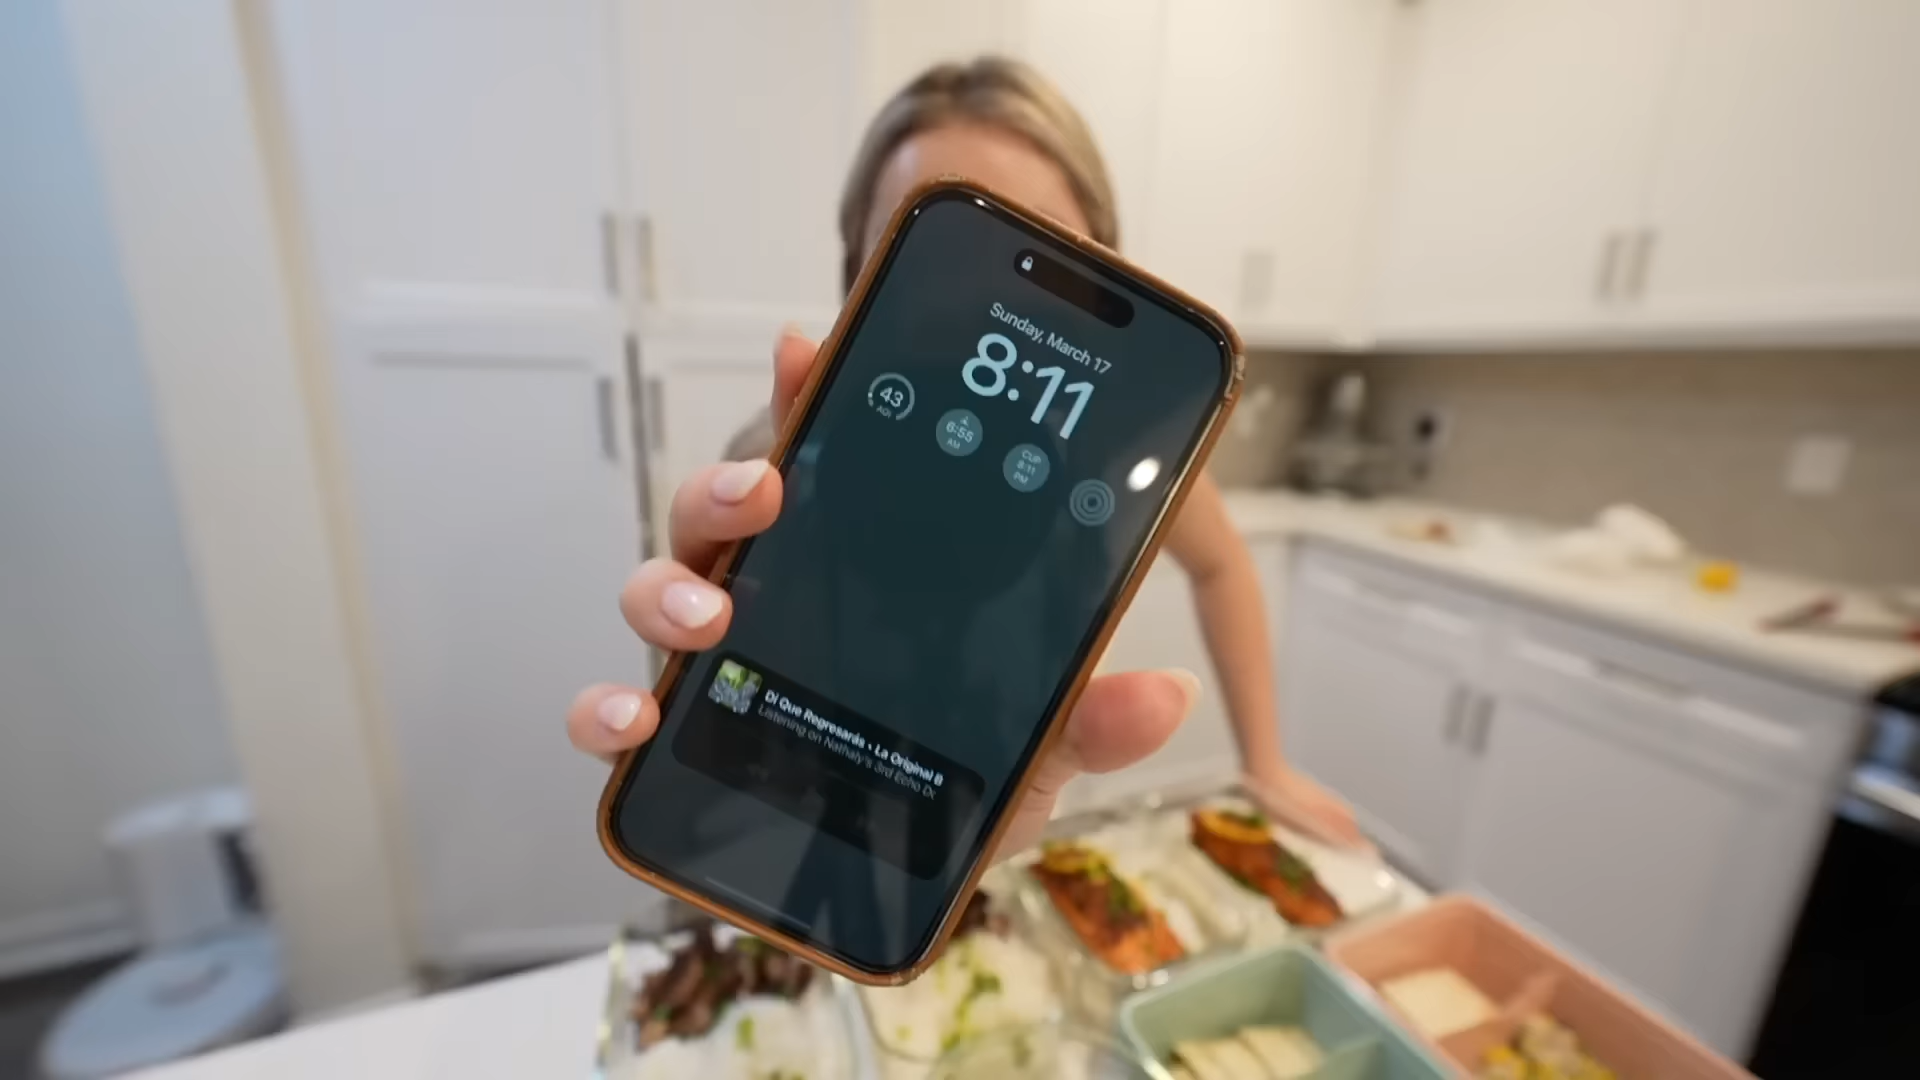 Sunday, March 17
8:11
43
AQI
6:55
AM
CUP
8:11
PM
Di Que Regresarás • La Original B
Listening on Nathaly's 3rd Echo Do